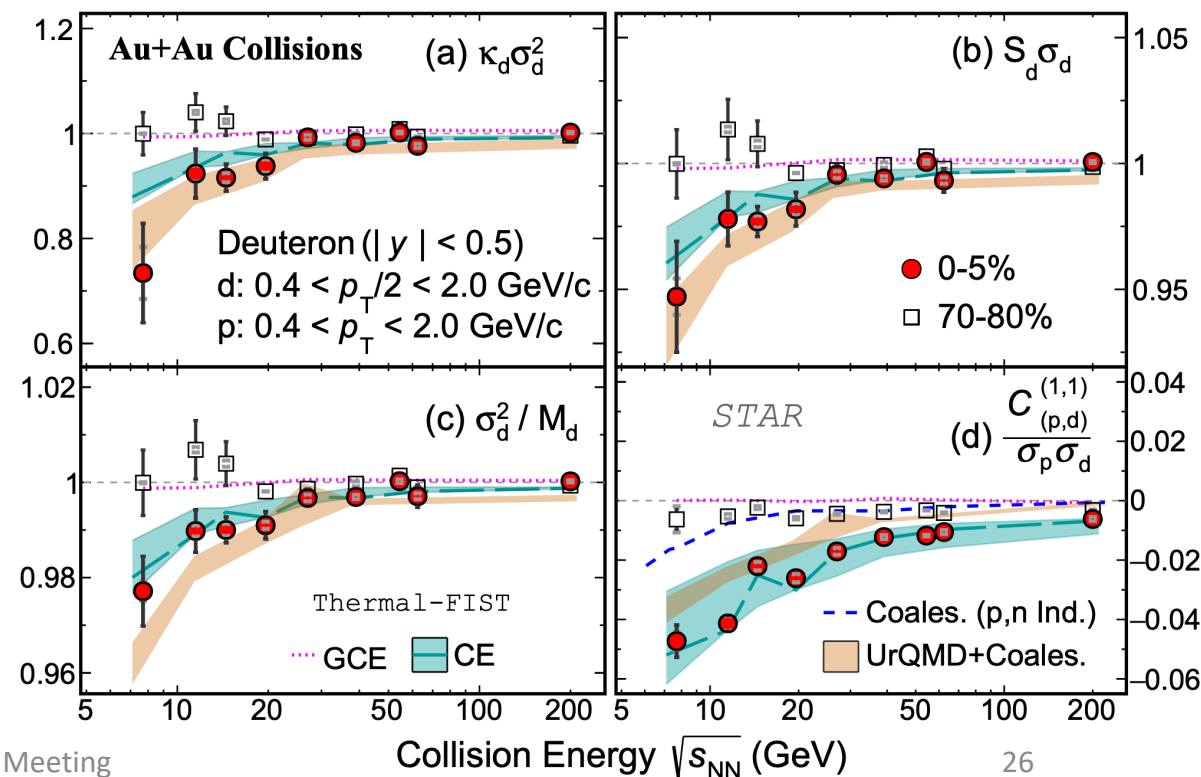 Au+Au Collisions
(a) κdσd²
1.2
1
0.8
0.6
Deuteron (| y | < 0.5)
d: 0.4 < pT/2 < 2.0 GeV/c
p: 0.4 < pT < 2.0 GeV/c
(b) Sdσd
1.05
1
0.95
0-5%
70-80%
(c) σd² / Md
1.02
1
0.98
0.96
Thermal-FIST
GCE
CE
STAR
(d) C(p,d)(1,1)
σpσd
0.04
0.02
0
−0.02
−0.04
−0.06
Coales. (p,n Ind.)
UrQMD+Coales.
5 10 20 50 100 200
5 10 20 50 100 200
Meeting
Collision Energy √sNN (GeV)
26